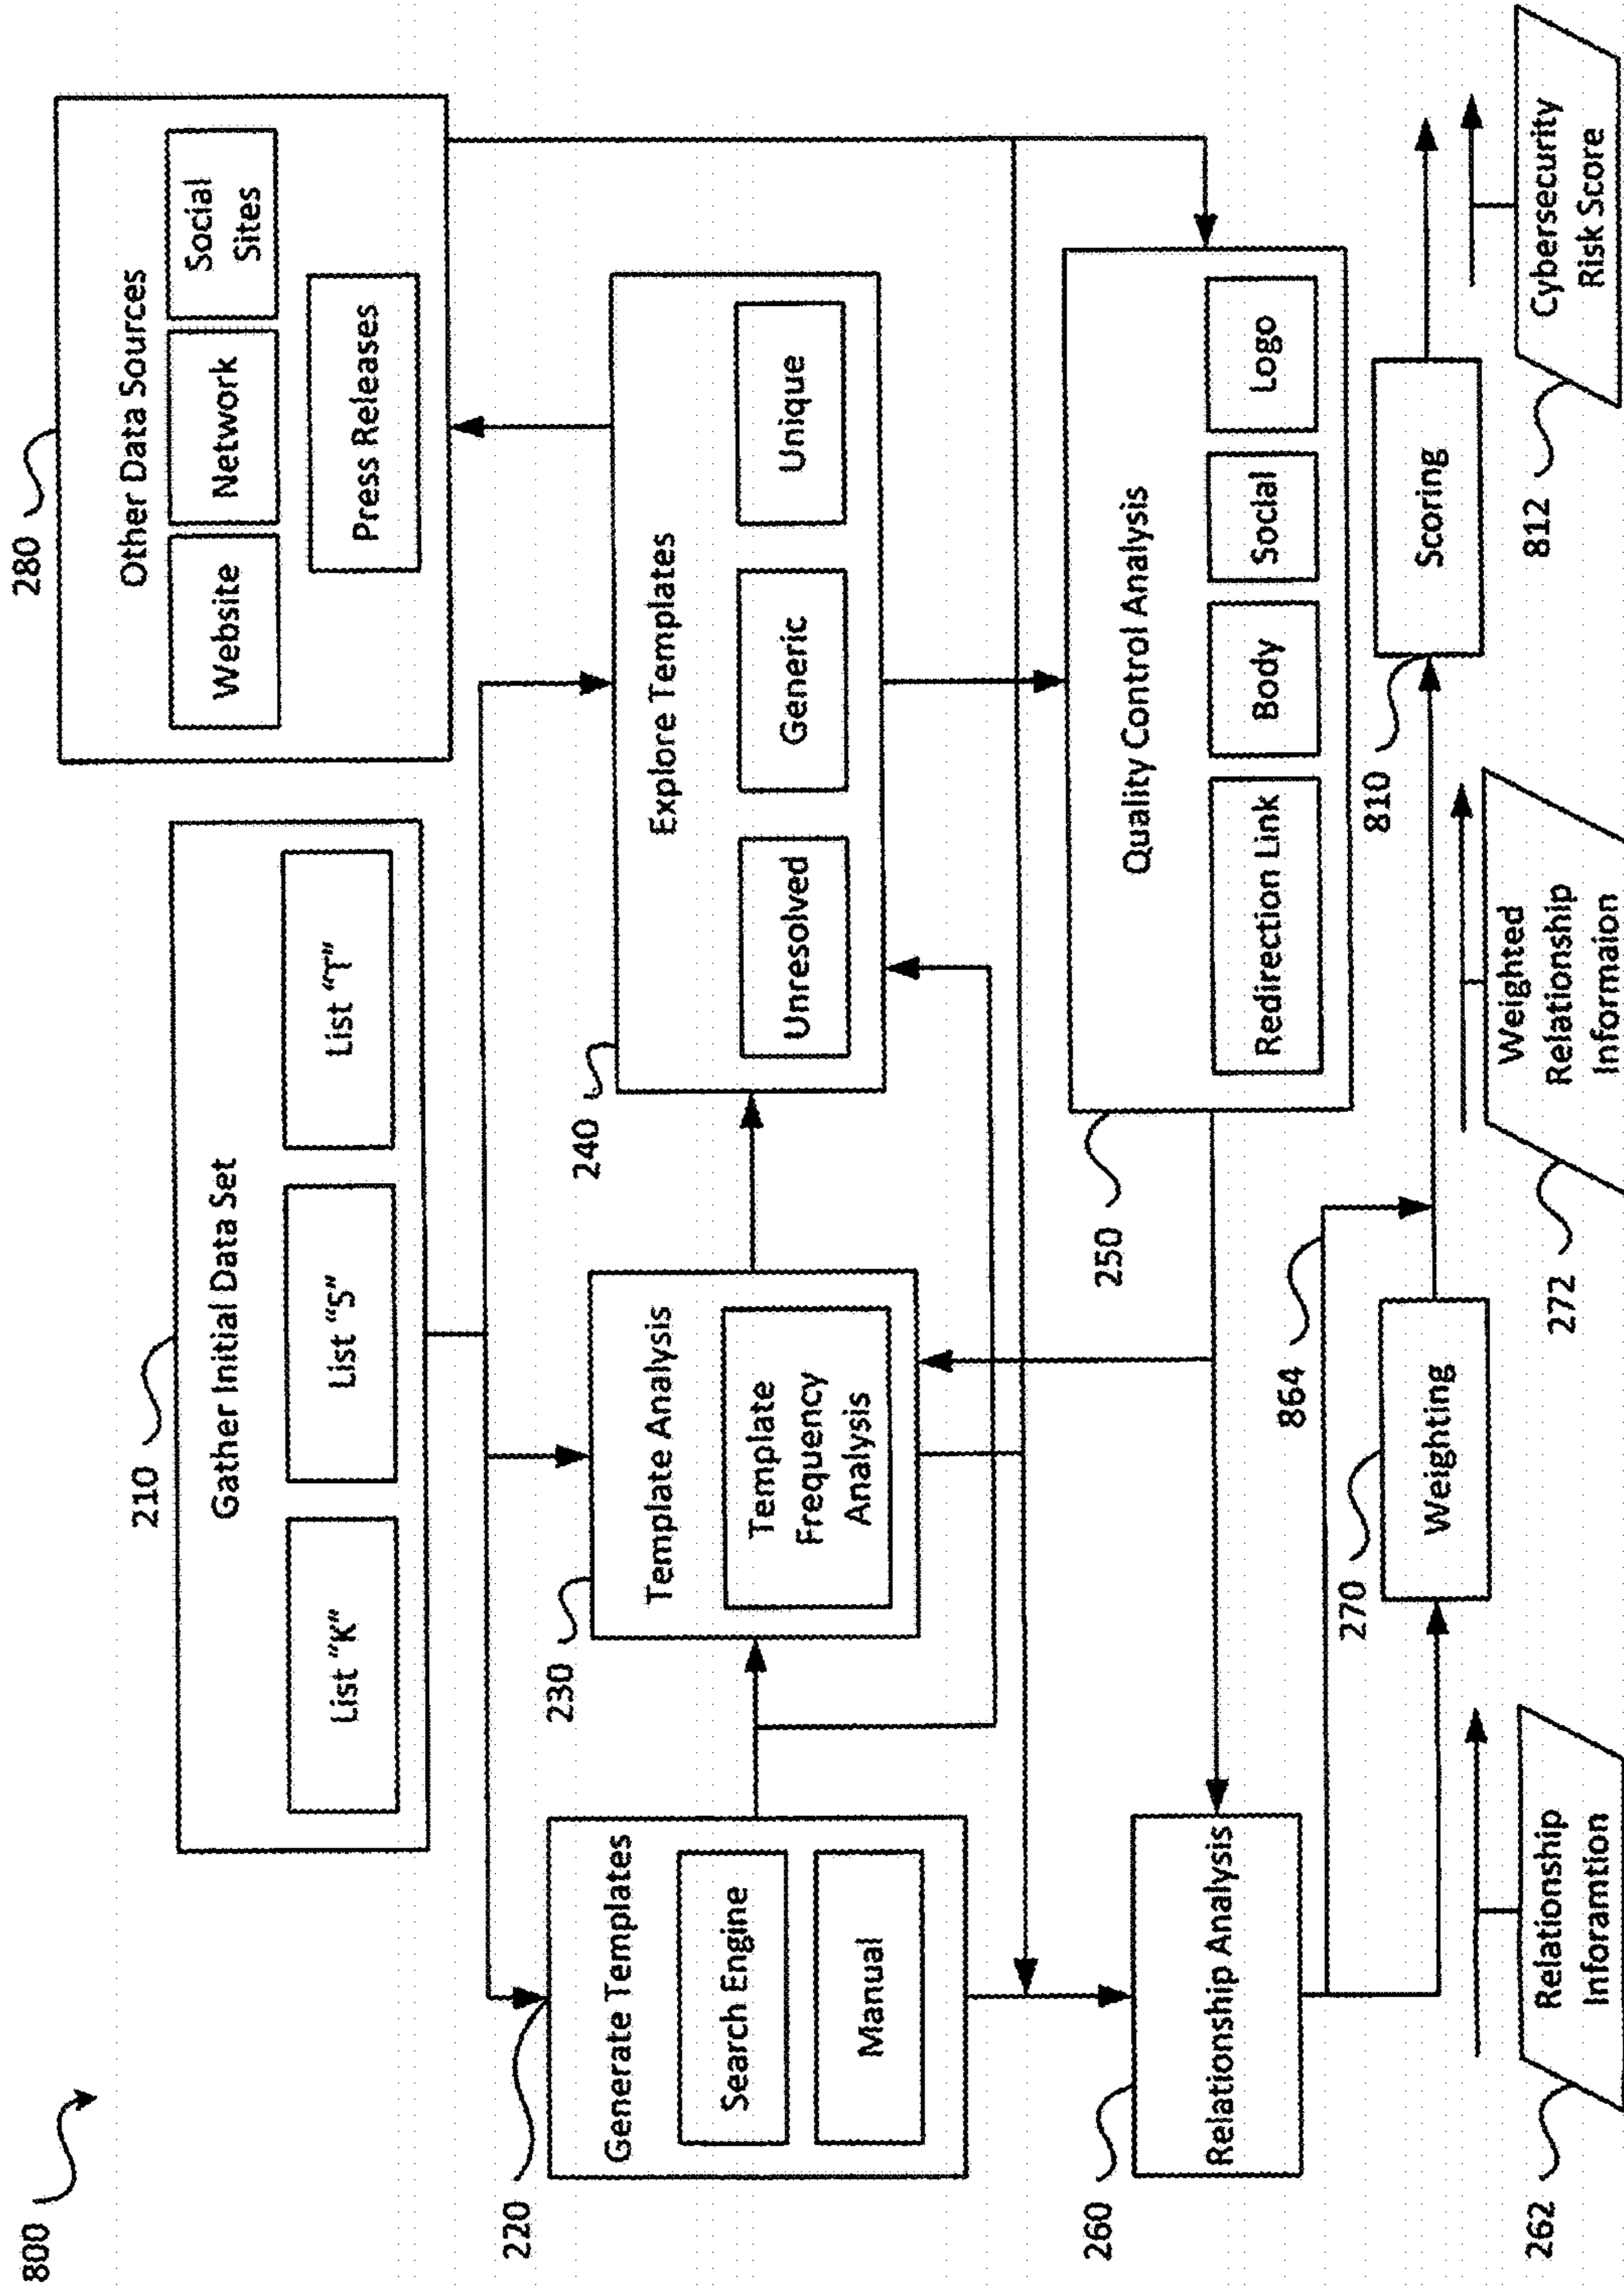 800
210
Gather Initial Data Set
List "K"
List "S"
List "T"
280
Other Data Sources
Website
Network
Social
Sites
Press Releases
220
Generate Templates
Search Engine
Manual
230
Template Analysis
Template
Frequency
Analysis
240
Explore Templates
Unresolved
Generic
Unique
260
Relationship Analysis
250
Quality Control Analysis
Redirection Link
Body
Social
Logo
864
270
Weighting
810
Scoring
262
Relationship
Inforamtion
272
Weighted
Relationship
Informaion
812
Cybersecurity
Risk Score